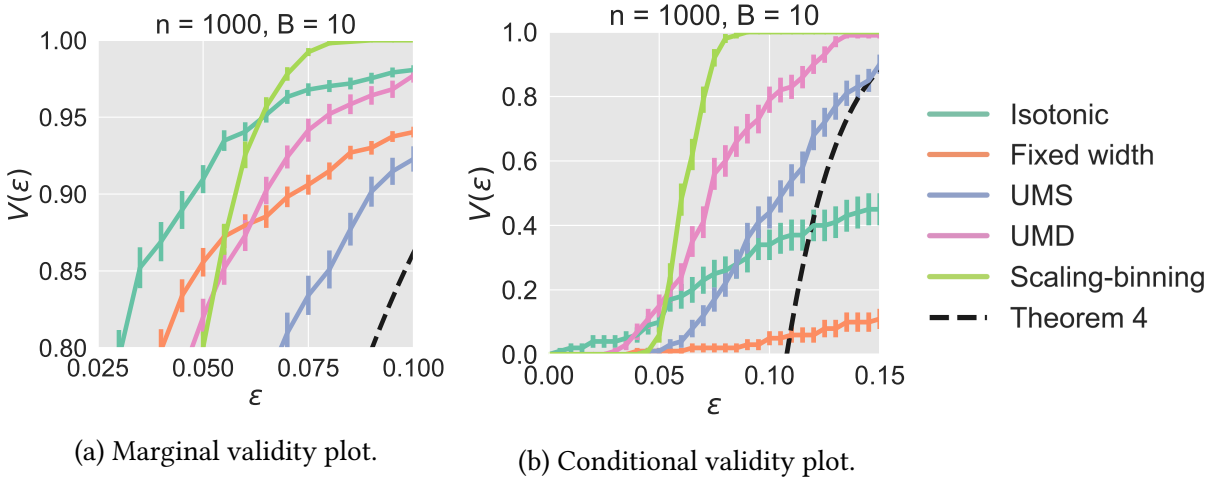 n = 1000, B = 10
1.00
0.95
0.90
0.85
0.80
V(ε)
0.025
0.050
0.075
0.100
ε
(a) Marginal validity plot.
n = 1000, B = 10
1.0
0.8
0.6
0.4
0.2
0.0
V(ε)
0.00
0.05
0.10
0.15
ε
(b) Conditional validity plot.
Isotonic
Fixed width
UMS
UMD
Scaling-binning
Theorem 4